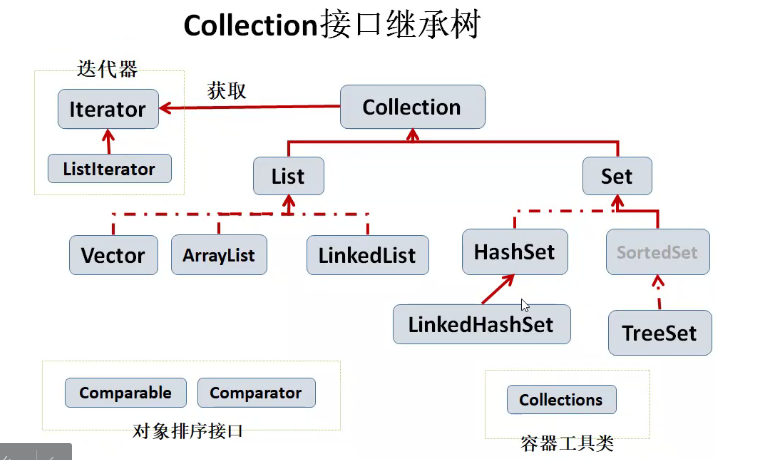 Collection接口继承树
迭代器
Iterator
获取
Collection
ListIterator
List
Set
Vector
ArrayList
LinkedList
HashSet
SortedSet
LinkedHashSet
TreeSet
Comparable
Comparator
对象排序接口
Collections
容器工具类